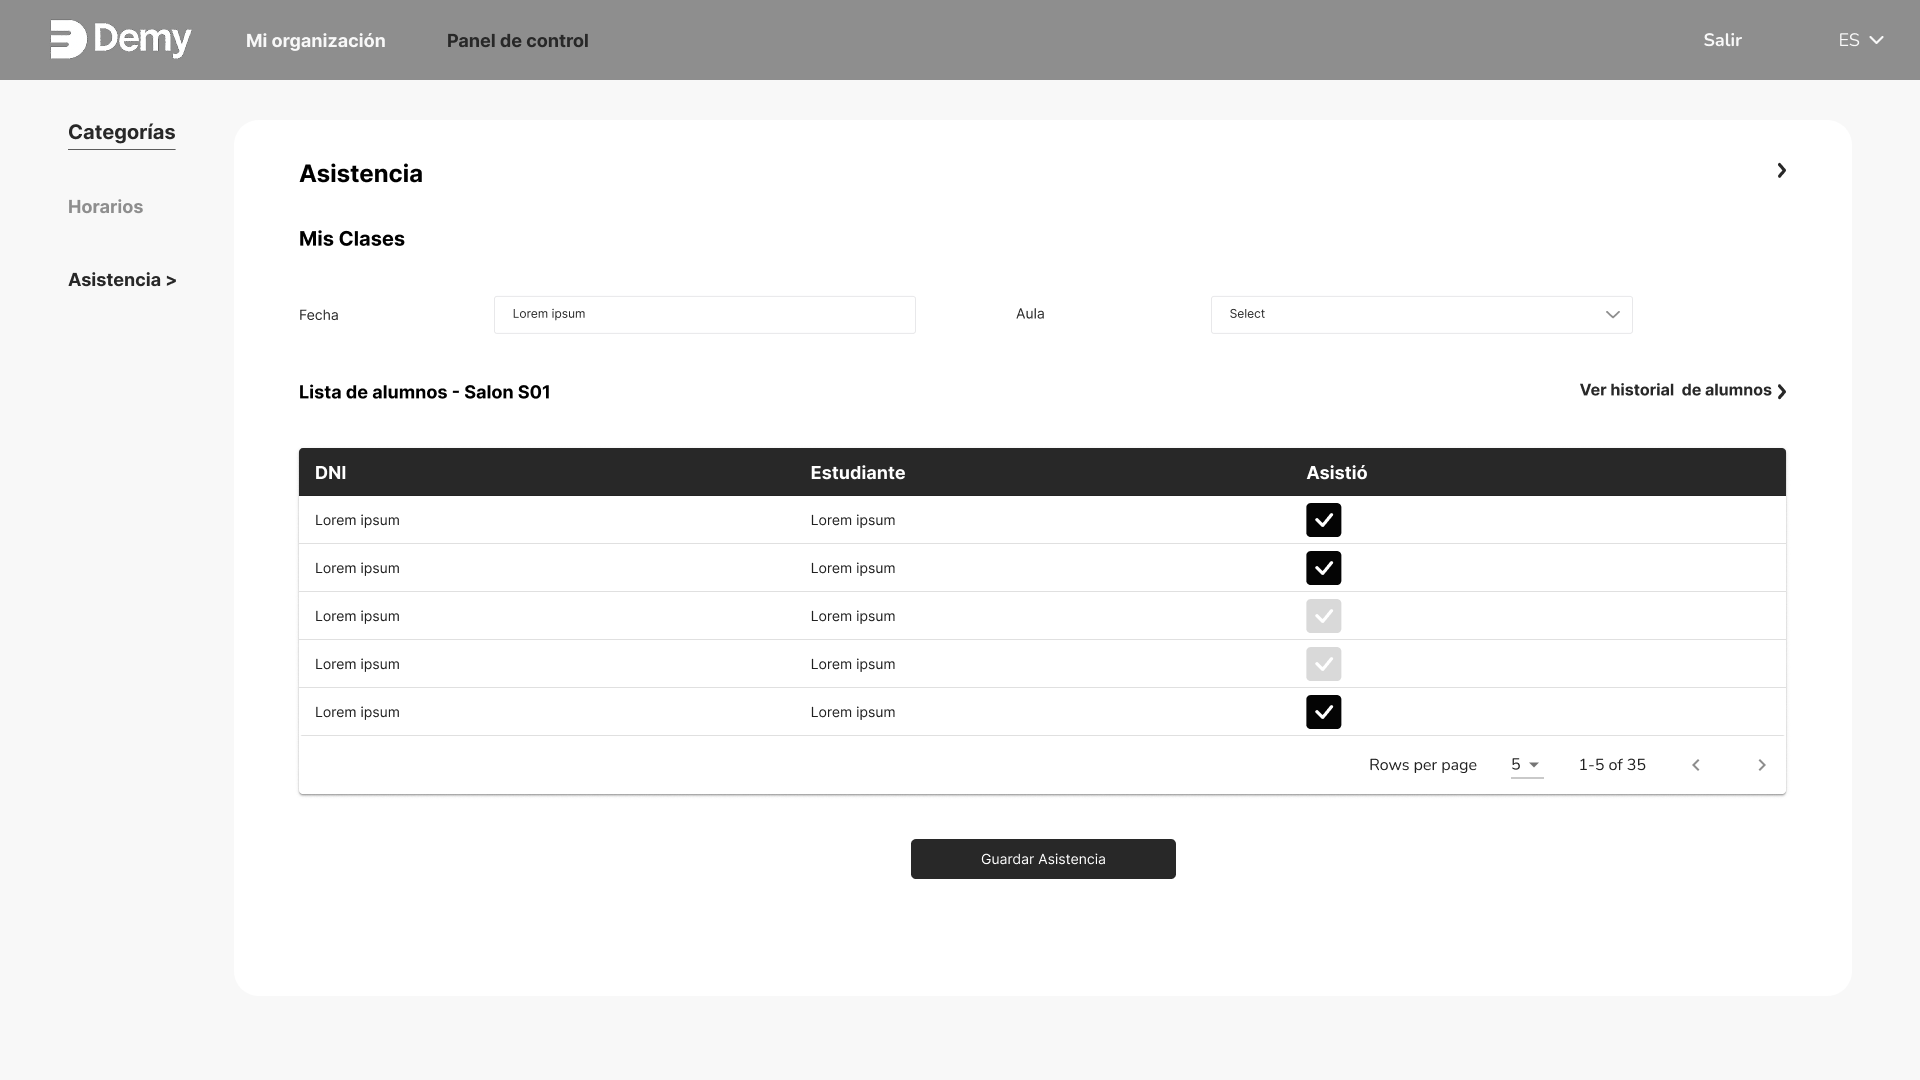 Demy Mi organización Panel de control Salir ES
Categorías
Horarios
Asistencia >
Asistencia
Mis Clases
Fecha Lorem ipsum Aula Select
Lista de alumnos - Salon S01 Ver historial de alumnos
DNI Estudiante Asistió
Lorem ipsum Lorem ipsum
Lorem ipsum Lorem ipsum
Lorem ipsum Lorem ipsum
Lorem ipsum Lorem ipsum
Lorem ipsum Lorem ipsum
Rows per page 5 1-5 of 35
Guardar Asistencia